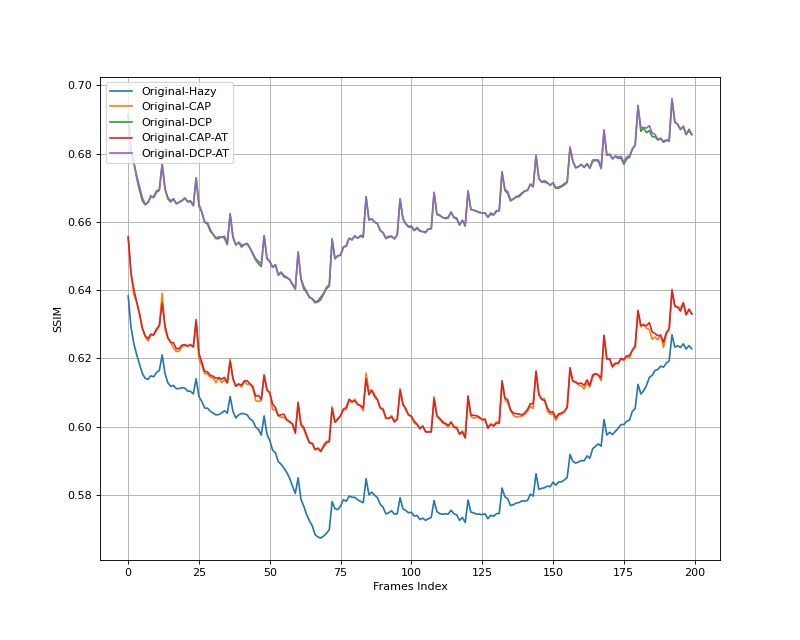 0.70
0.68
0.66
0.64
0.62
0.60
0.58
SSIM
Original-Hazy
Original-CAP
Original-DCP
Original-CAP-AT
Original-DCP-AT
0 25 50 75 100 125 150 175 200
Frames Index